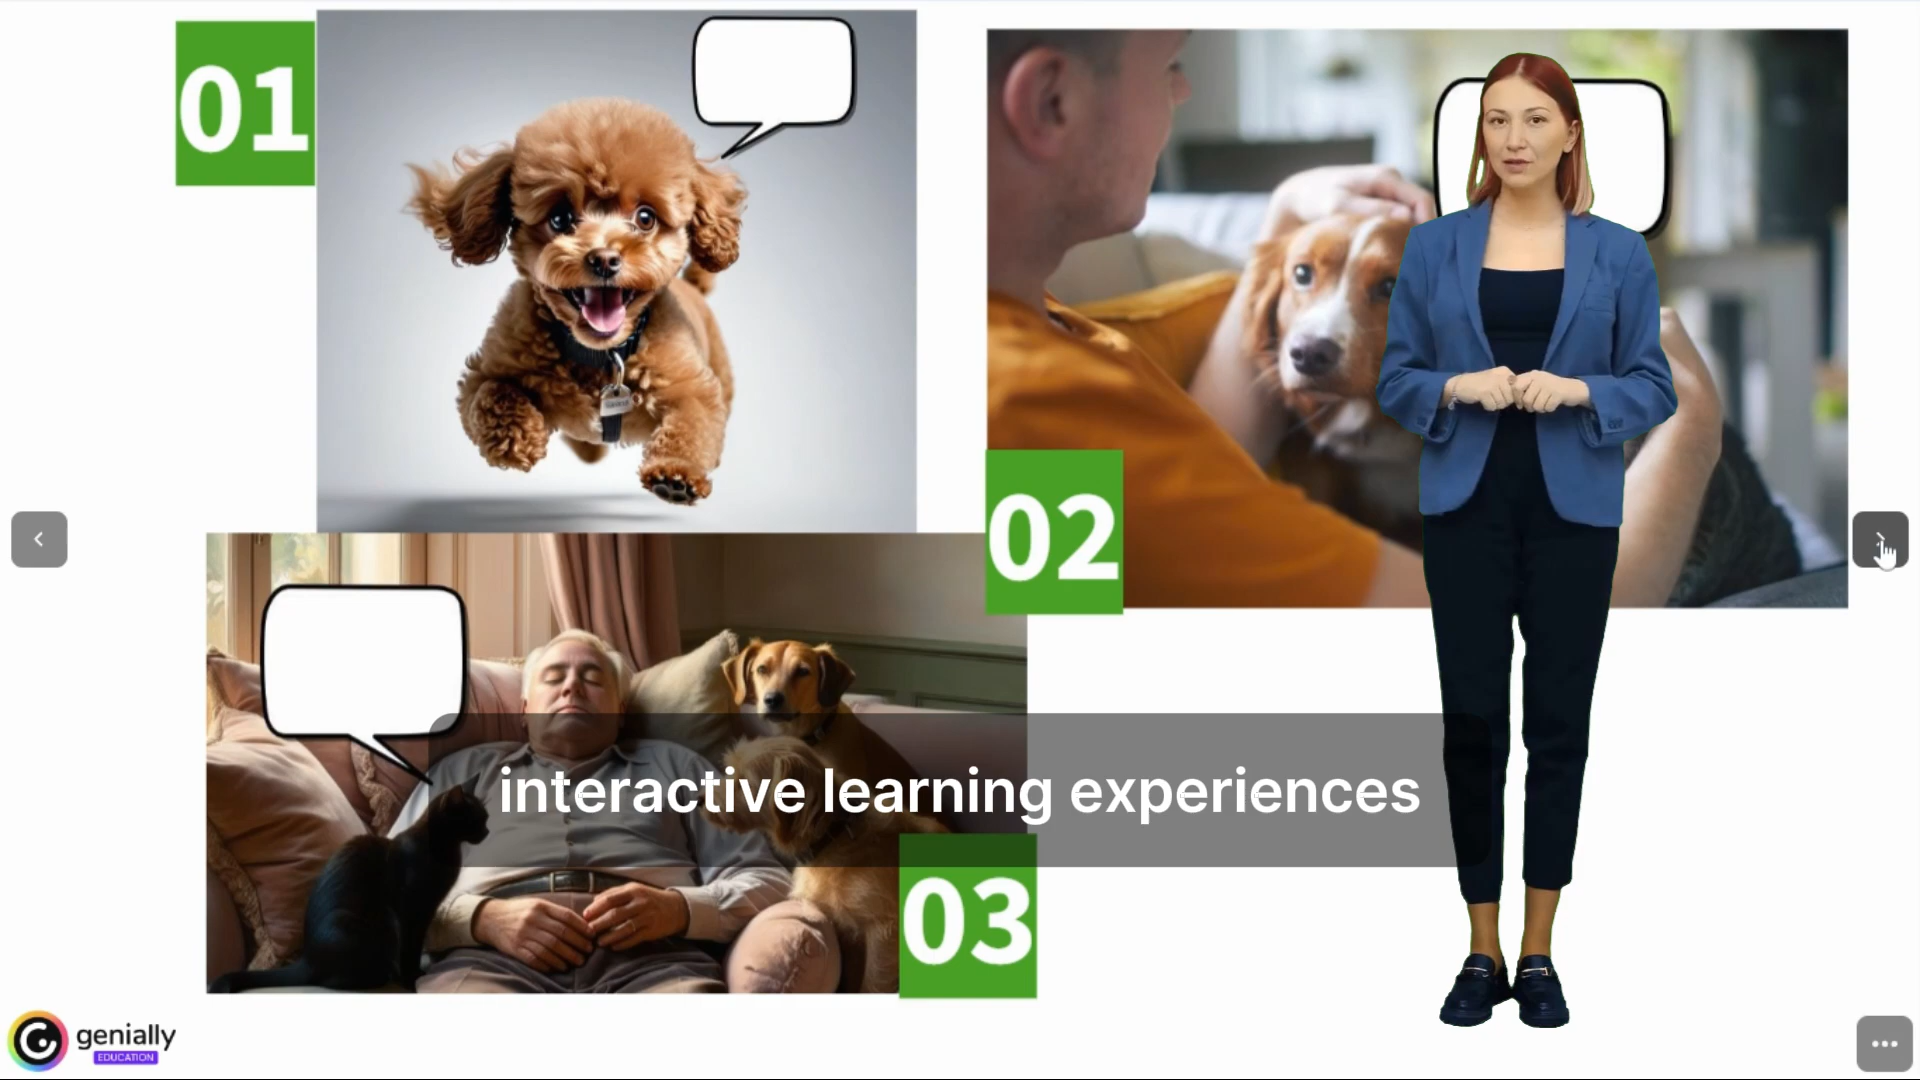 01
02
interactive learning experiences
03
genially
EDUCATION